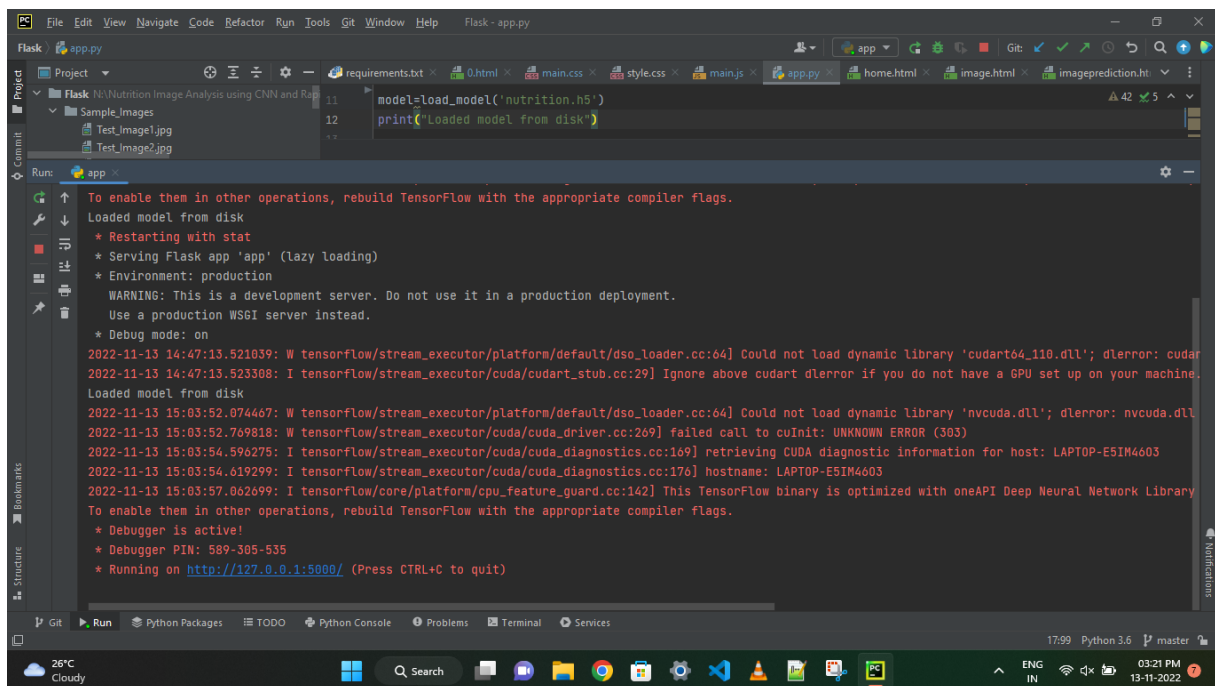 PC File Edit View Navigate Code Refactor Run Tools Git Window Help Flask - app.py
Flask app.py app Git:
Project requirements.txt 0.html main.css style.css main.js app.py home.html image.html imageprediction.ht
Flask N:\Nutrition Image Analysis using CNN and Rap 11 model=load_model('nutrition.h5') 42 5
Sample_Images 12 print("Loaded model from disk")
Test_Image1.jpg
Test_Image2.jpg
Run: app
To enable them in other operations, rebuild TensorFlow with the appropriate compiler flags.
Loaded model from disk
* Restarting with stat
* Serving Flask app 'app' (lazy loading)
* Environment: production
WARNING: This is a development server. Do not use it in a production deployment.
Use a production WSGI server instead.
* Debug mode: on
2022-11-13 14:47:13.521039: W tensorflow/stream_executor/platform/default/dso_loader.cc:64] Could not load dynamic library 'cudart64_110.dll'; dlerror: cudar
2022-11-13 14:47:13.523308: I tensorflow/stream_executor/cuda/cudart_stub.cc:29] Ignore above cudart dlerror if you do not have a GPU set up on your machine.
Loaded model from disk
2022-11-13 15:03:52.074467: W tensorflow/stream_executor/platform/default/dso_loader.cc:64] Could not load dynamic library 'nvcuda.dll'; dlerror: nvcuda.dll
2022-11-13 15:03:52.769818: W tensorflow/stream_executor/cuda/cuda_driver.cc:269] failed call to cuInit: UNKNOWN ERROR (303)
2022-11-13 15:03:54.596275: I tensorflow/stream_executor/cuda/cuda_diagnostics.cc:169] retrieving CUDA diagnostic information for host: LAPTOP-E5IM46O3
2022-11-13 15:03:54.619299: I tensorflow/stream_executor/cuda/cuda_diagnostics.cc:176] hostname: LAPTOP-E5IM46O3
2022-11-13 15:03:57.062699: I tensorflow/core/platform/cpu_feature_guard.cc:142] This TensorFlow binary is optimized with oneAPI Deep Neural Network Library
To enable them in other operations, rebuild TensorFlow with the appropriate compiler flags.
* Debugger is active!
* Debugger PIN: 589-305-535
* Running on http://127.0.0.1:5000/ (Press CTRL+C to quit)
Commit
Bookmarks
Structure
Notifications
Git Run Python Packages TODO Python Console Problems Terminal Services
17:99 Python 3.6 master
26°C
Cloudy
Search
ENG
IN
03:21 PM
13-11-2022
7